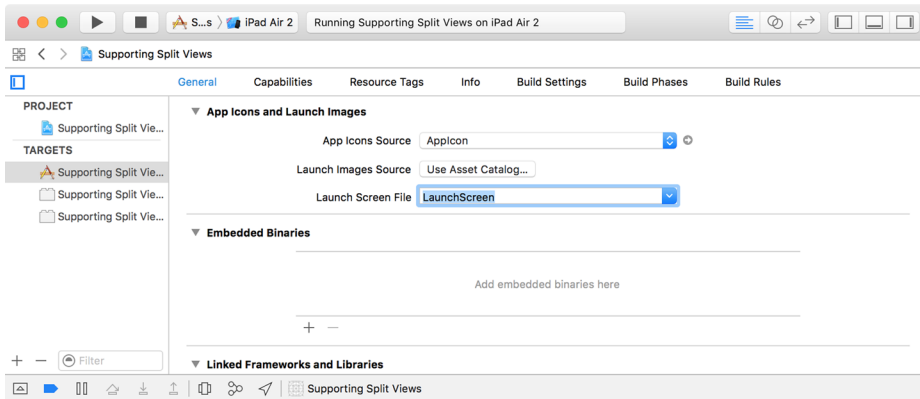 S...s iPad Air 2 Running Supporting Split Views on iPad Air 2
Supporting Split Views
General Capabilities Resource Tags Info Build Settings Build Phases Build Rules
PROJECT
Supporting Split Vie...
TARGETS
Supporting Split Vie...
Supporting Split Vie...
Supporting Split Vie...
App Icons and Launch Images
App Icons Source AppIcon
Launch Images Source Use Asset Catalog...
Launch Screen File LaunchScreen
Embedded Binaries
Add embedded binaries here
Filter
Linked Frameworks and Libraries
Supporting Split Views